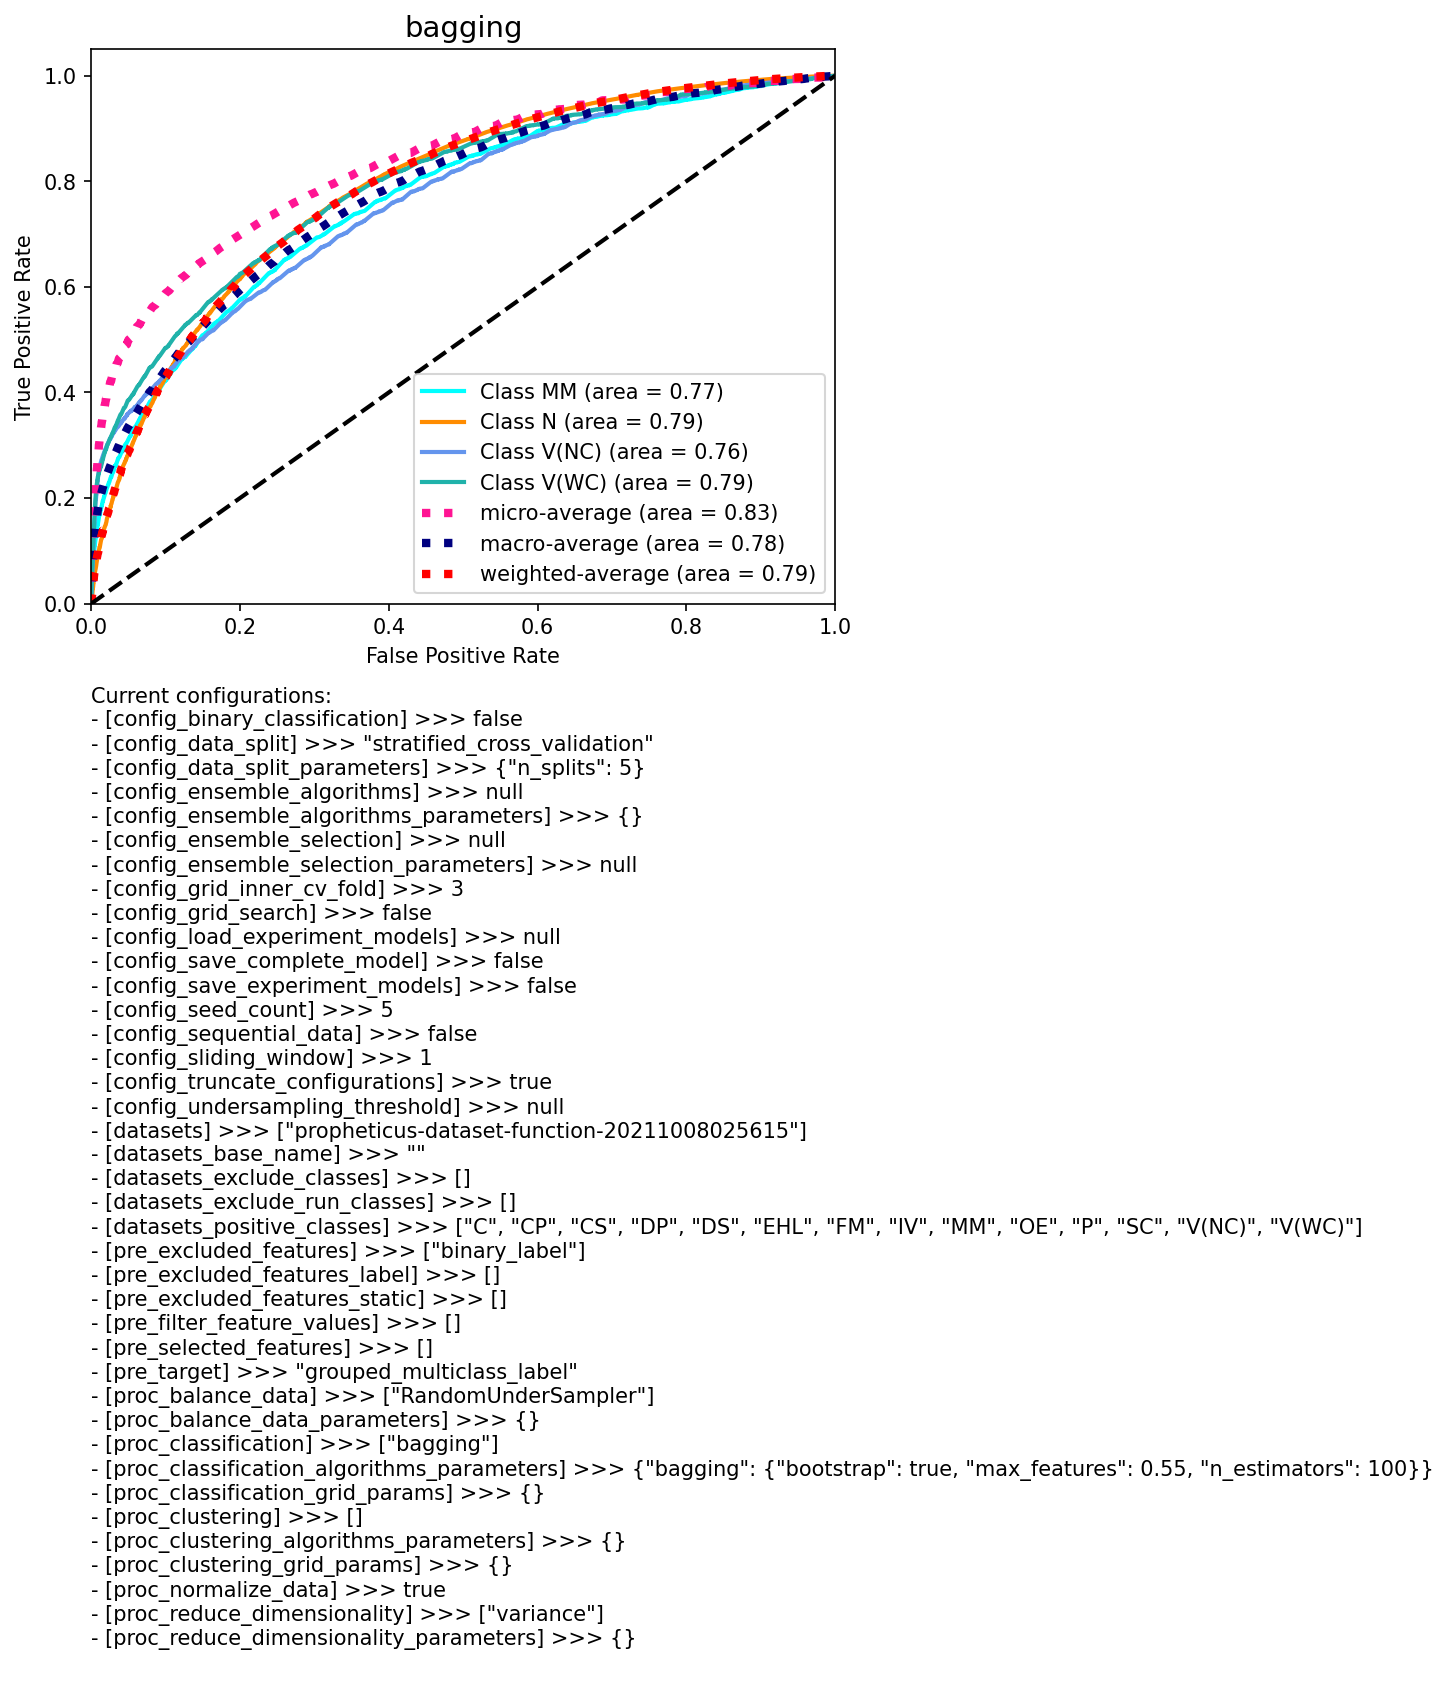 bagging
1.0
0.8
0.6
0.4
0.2
0.0
True Positive Rate
Class MM (area = 0.77)
Class N (area = 0.79)
Class V(NC) (area = 0.76)
Class V(WC) (area = 0.79)
micro-average (area = 0.83)
macro-average (area = 0.78)
weighted-average (area = 0.79)
0.0 0.2 0.4 0.6 0.8 1.0
False Positive Rate
Current configurations:
- [config_binary_classification] >>> false
- [config_data_split] >>> "stratified_cross_validation"
- [config_data_split_parameters] >>> {"n_splits": 5}
- [config_ensemble_algorithms] >>> null
- [config_ensemble_algorithms_parameters] >>> {}
- [config_ensemble_selection] >>> null
- [config_ensemble_selection_parameters] >>> null
- [config_grid_inner_cv_fold] >>> 3
- [config_grid_search] >>> false
- [config_load_experiment_models] >>> null
- [config_save_complete_model] >>> false
- [config_save_experiment_models] >>> false
- [config_seed_count] >>> 5
- [config_sequential_data] >>> false
- [config_sliding_window] >>> 1
- [config_truncate_configurations] >>> true
- [config_undersampling_threshold] >>> null
- [datasets] >>> ["propheticus-dataset-function-20211008025615"]
- [datasets_base_name] >>> ""
- [datasets_exclude_classes] >>> []
- [datasets_exclude_run_classes] >>> []
- [datasets_positive_classes] >>> ["C", "CP", "CS", "DP", "DS", "EHL", "FM", "IV", "MM", "OE", "P", "SC", "V(NC)", "V(WC)"]
- [pre_excluded_features] >>> ["binary_label"]
- [pre_excluded_features_label] >>> []
- [pre_excluded_features_static] >>> []
- [pre_filter_feature_values] >>> []
- [pre_selected_features] >>> []
- [pre_target] >>> "grouped_multiclass_label"
- [proc_balance_data] >>> ["RandomUnderSampler"]
- [proc_balance_data_parameters] >>> {}
- [proc_classification] >>> ["bagging"]
- [proc_classification_algorithms_parameters] >>> {"bagging": {"bootstrap": true, "max_features": 0.55, "n_estimators": 100}}
- [proc_classification_grid_params] >>> {}
- [proc_clustering] >>> []
- [proc_clustering_algorithms_parameters] >>> {}
- [proc_clustering_grid_params] >>> {}
- [proc_normalize_data] >>> true
- [proc_reduce_dimensionality] >>> ["variance"]
- [proc_reduce_dimensionality_parameters] >>> {}